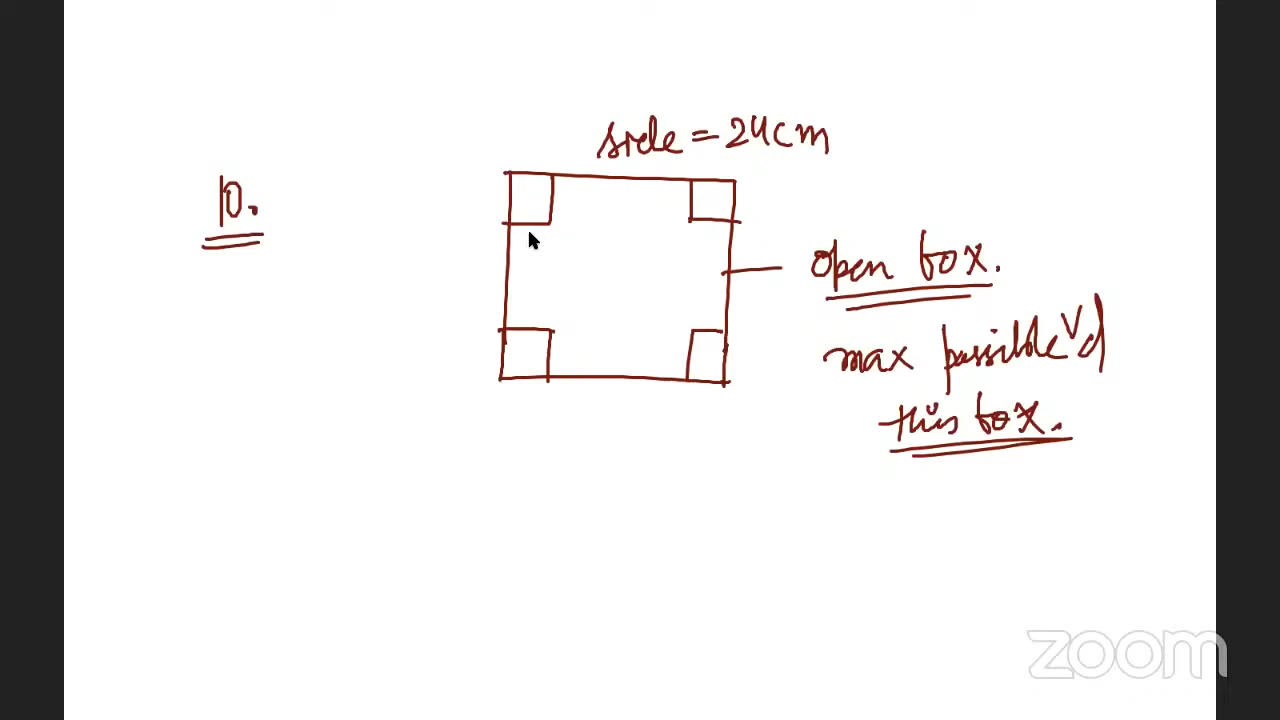 side = 24cm
10.
open box.
max possible V of
this box.
zoom